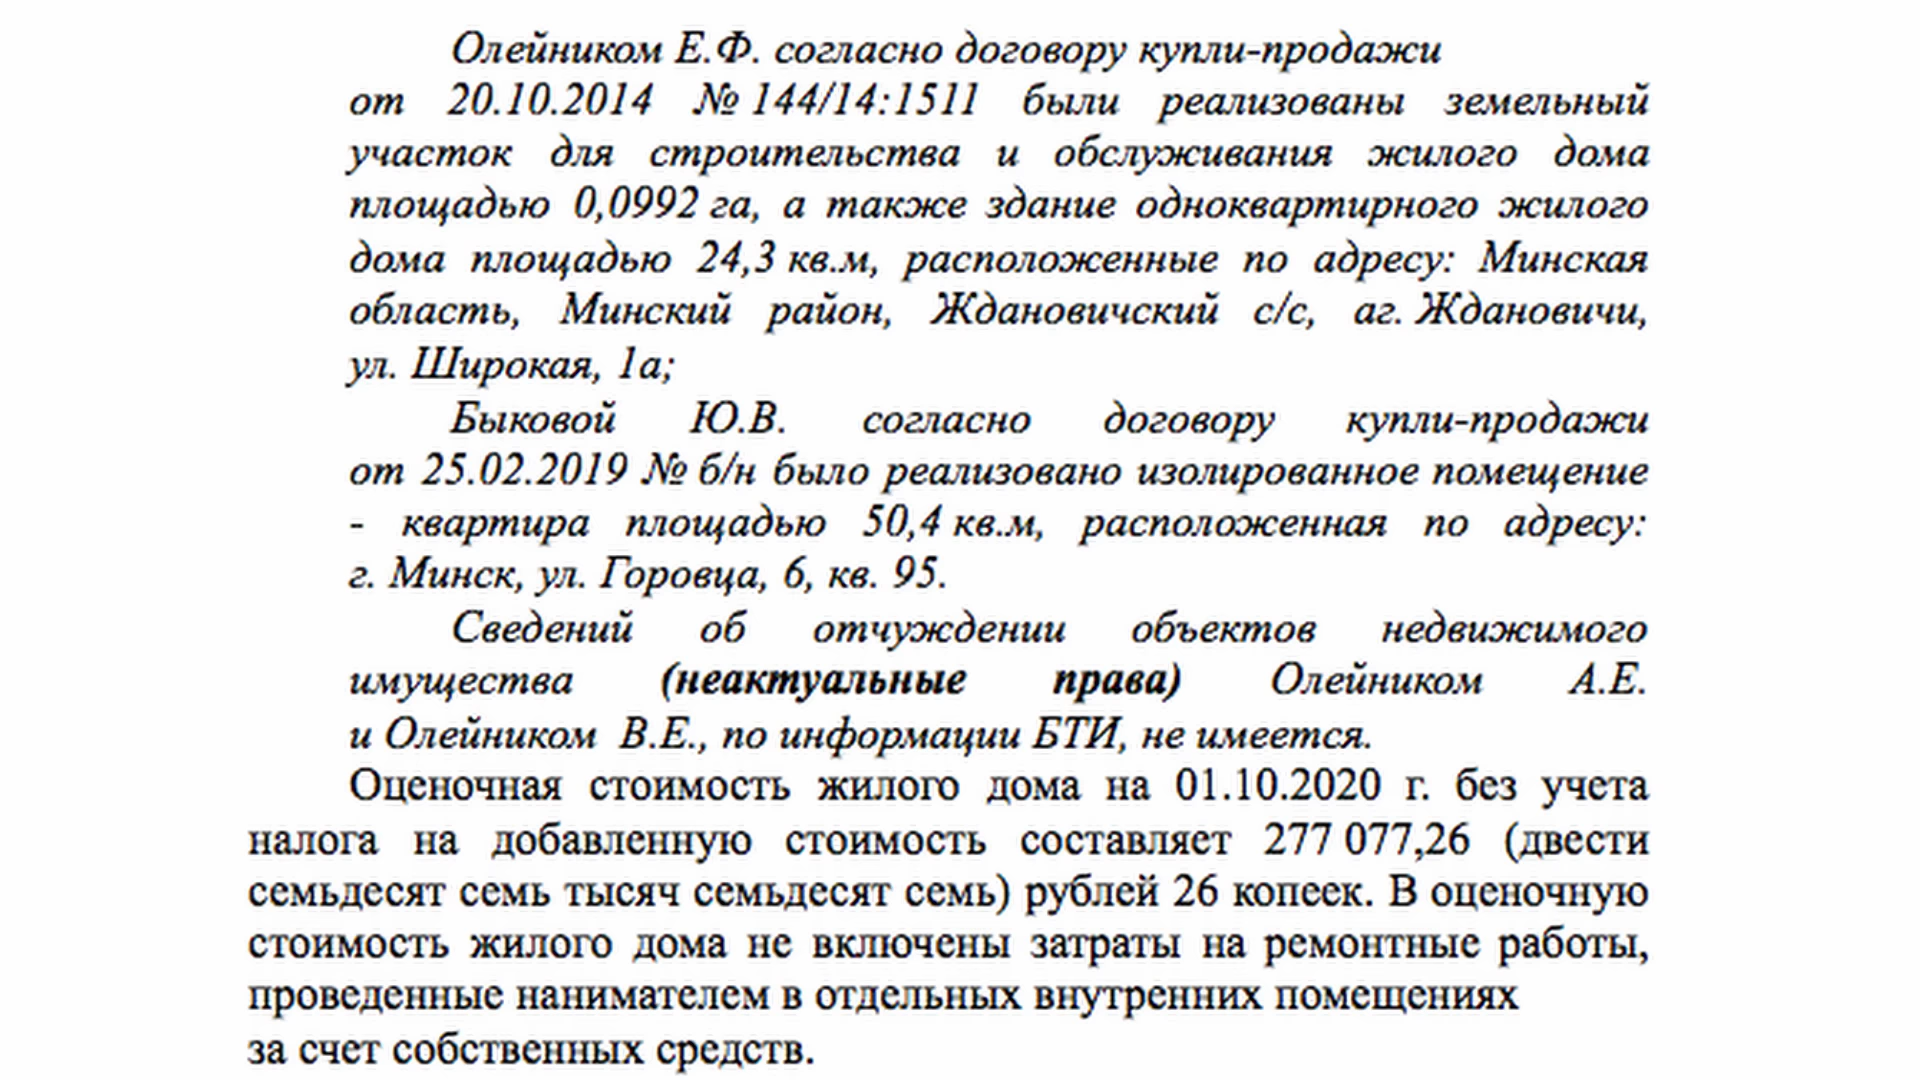 Олейником Е.Ф. согласно договору купли-продажи
от 20.10.2014 № 144/14:1511 были реализованы земельный
участок для строительства и обслуживания жилого дома
площадью 0,0992 га, а также здание одноквартирного жилого
дома площадью 24,3 кв.м, расположенные по адресу: Минская
область, Минский район, Ждановичский с/с, аг. Ждановичи,
ул. Широкая, 1а;
Быковой Ю.В. согласно договору купли-продажи
от 25.02.2019 № б/н было реализовано изолированное помещение
- квартира площадью 50,4 кв.м, расположенная по адресу:
г. Минск, ул. Горовца, 6, кв. 95.
Сведений об отчуждении объектов недвижимого
имущества (неактуальные права) Олейником А.Е.
и Олейником В.Е., по информации БТИ, не имеется.
Оценочная стоимость жилого дома на 01.10.2020 г. без учета
налога на добавленную стоимость составляет 277 077,26 (двести
семьдесят семь тысяч семьдесят семь) рублей 26 копеек. В оценочную
стоимость жилого дома не включены затраты на ремонтные работы,
проведенные нанимателем в отдельных внутренних помещениях
за счет собственных средств.